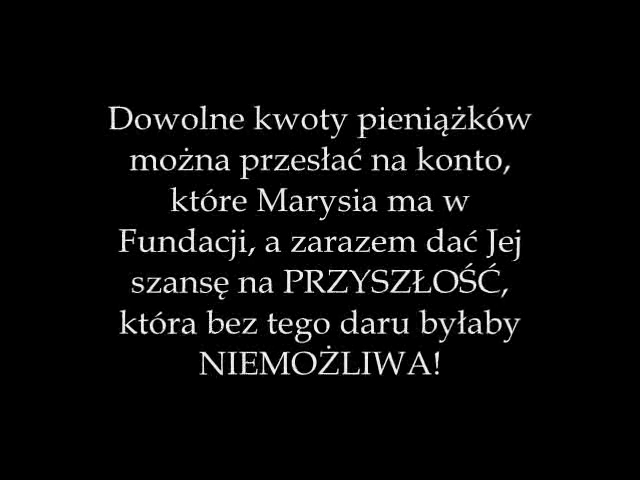 Dowolne kwoty pieniążków
można przesłać na konto,
które Marysia ma w
Fundacji, a zarazem dać Jej
szansę na PRZYSZŁOŚĆ,
która bez tego daru byłaby
NIEMOŻLIWA!